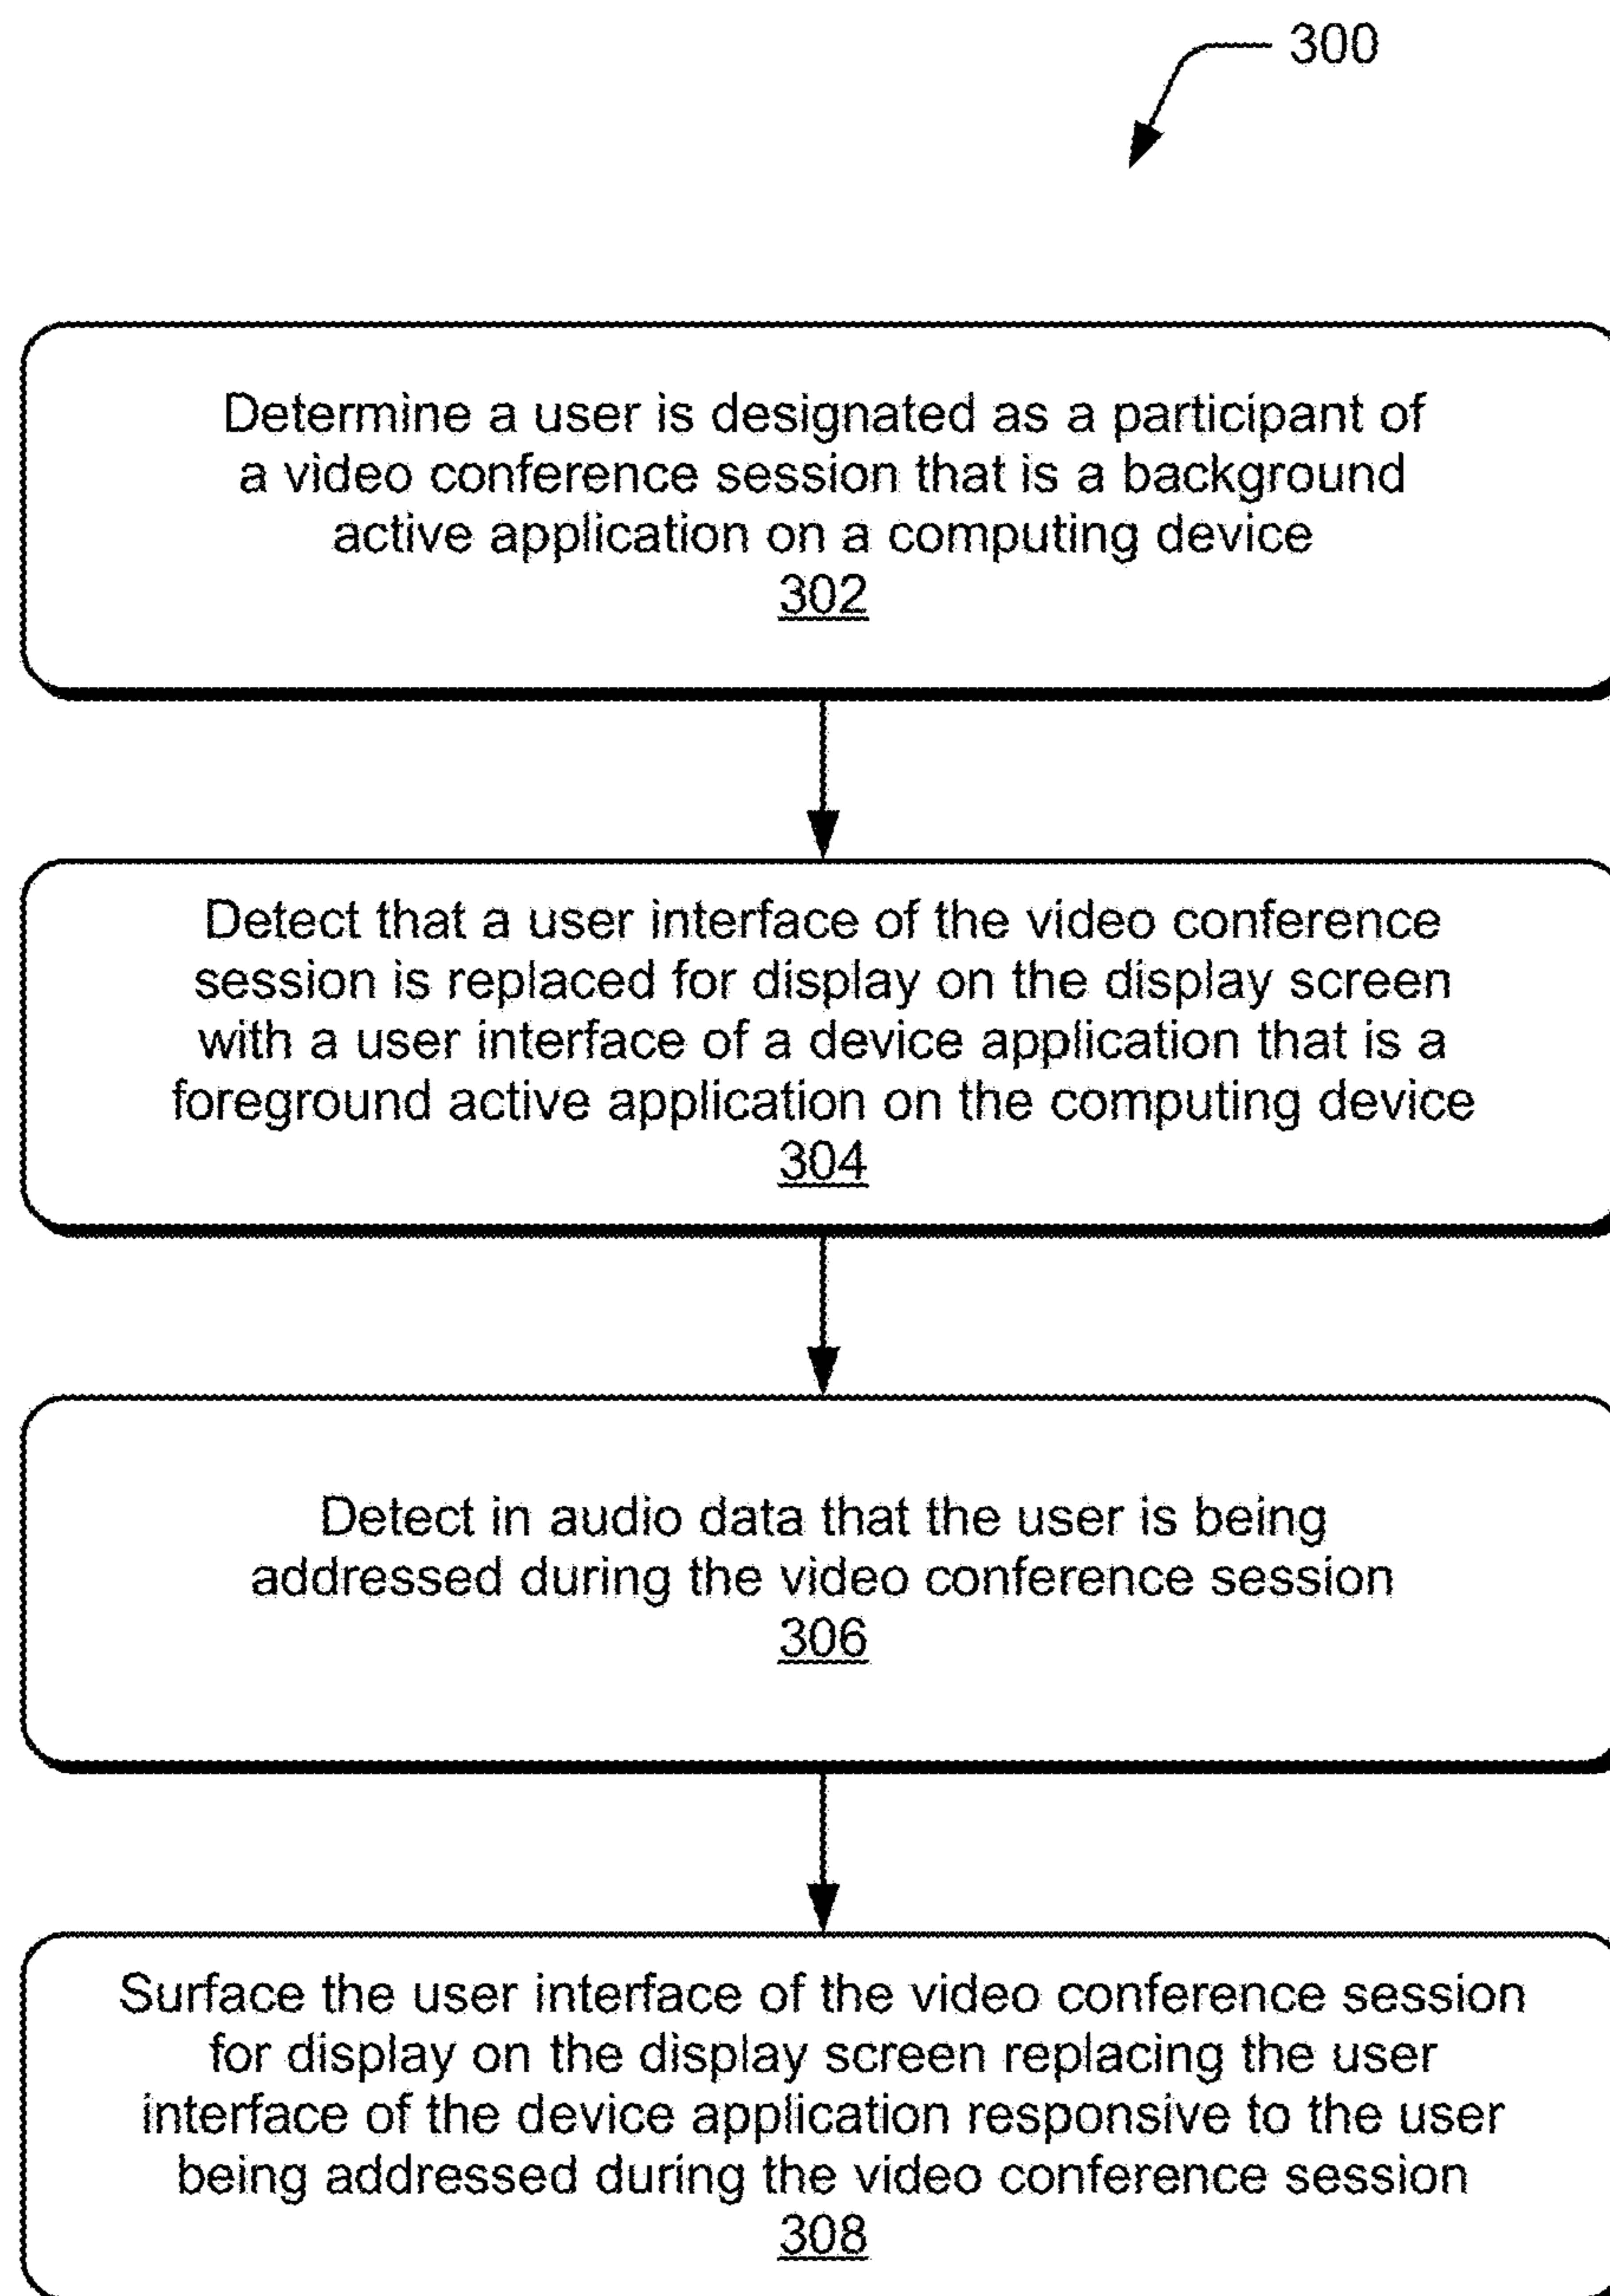 300
Determine a user is designated as a participant of
a video conference session that is a background
active application on a computing device
302
Detect that a user interface of the video conference
session is replaced for display on the display screen
with a user interface of a device application that is a
foreground active application on the computing device
304
Detect in audio data that the user is being
addressed during the video conference session
306
Surface the user interface of the video conference session
for display on the display screen replacing the user
interface of the device application responsive to the user
being addressed during the video conference session
308